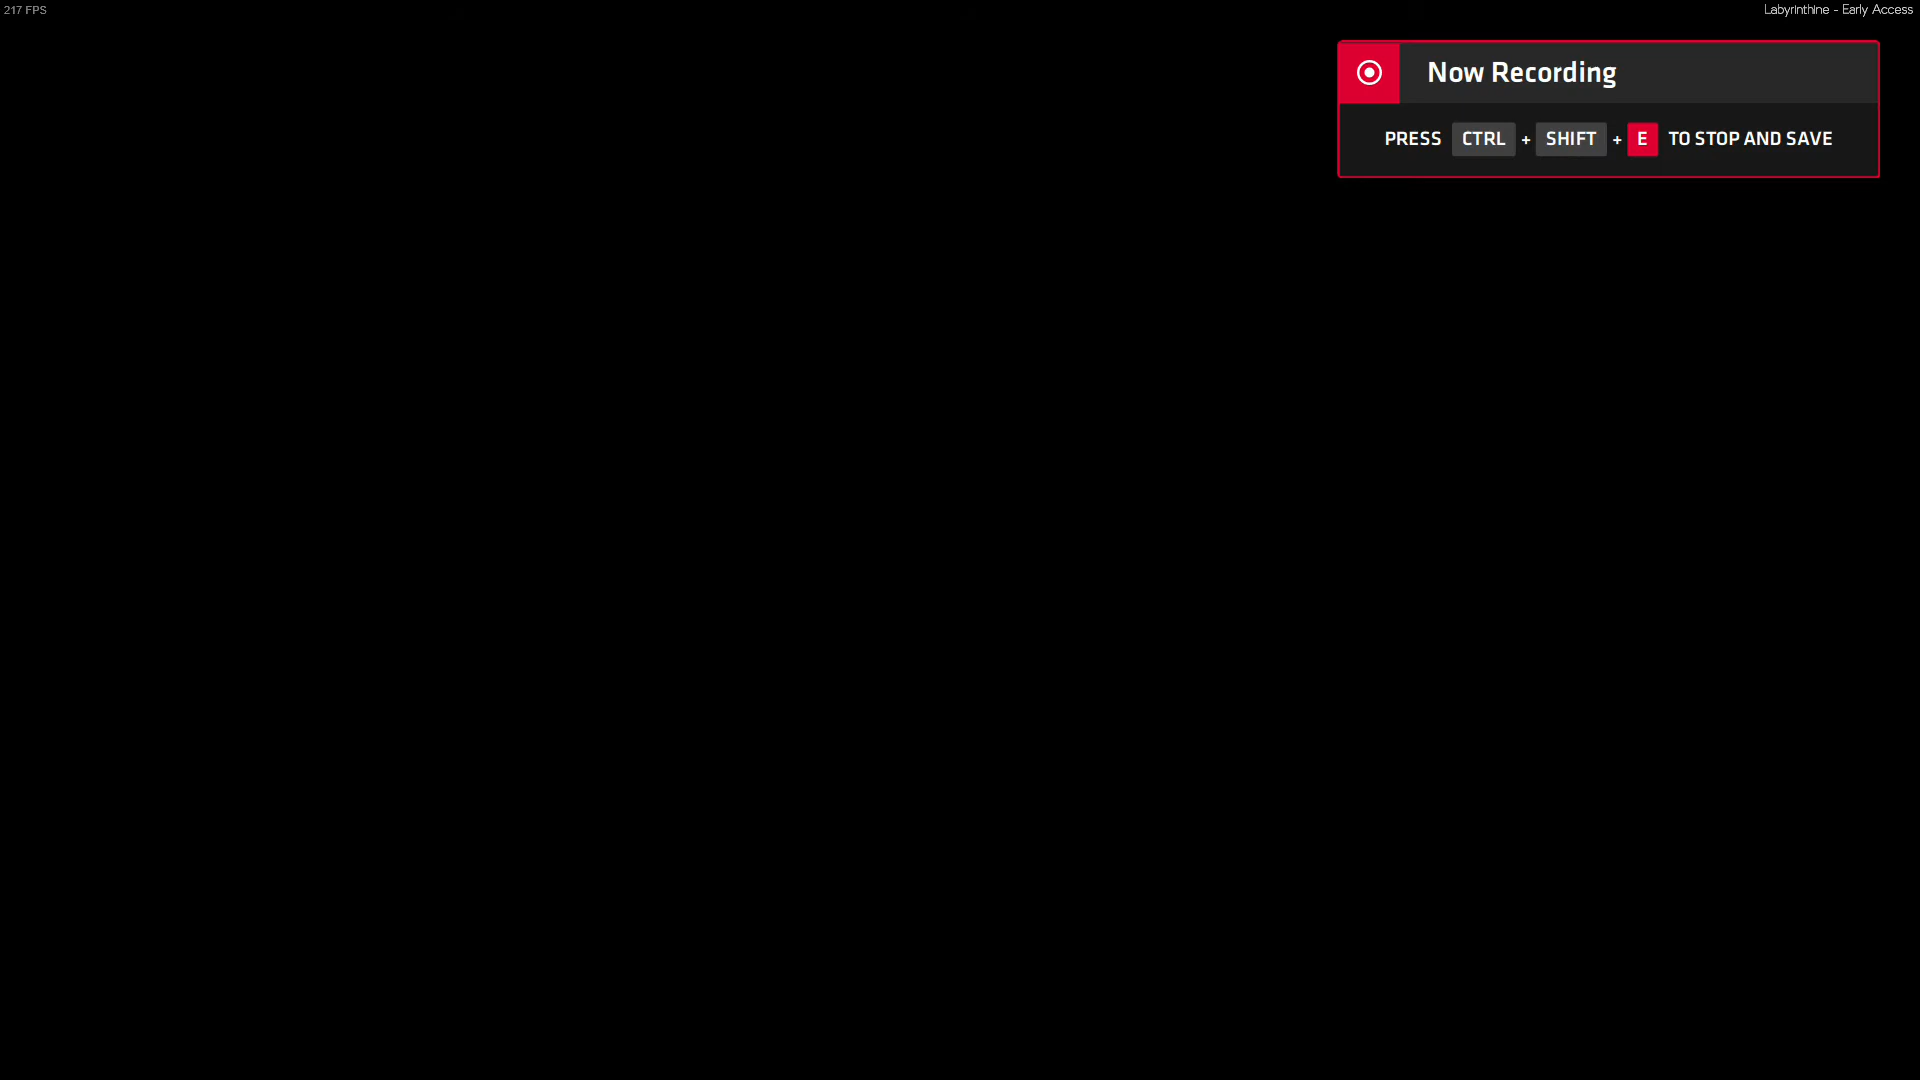 217 FPS
Labyrinthine - Early Access
Now Recording
PRESS CTRL + SHIFT + E TO STOP AND SAVE